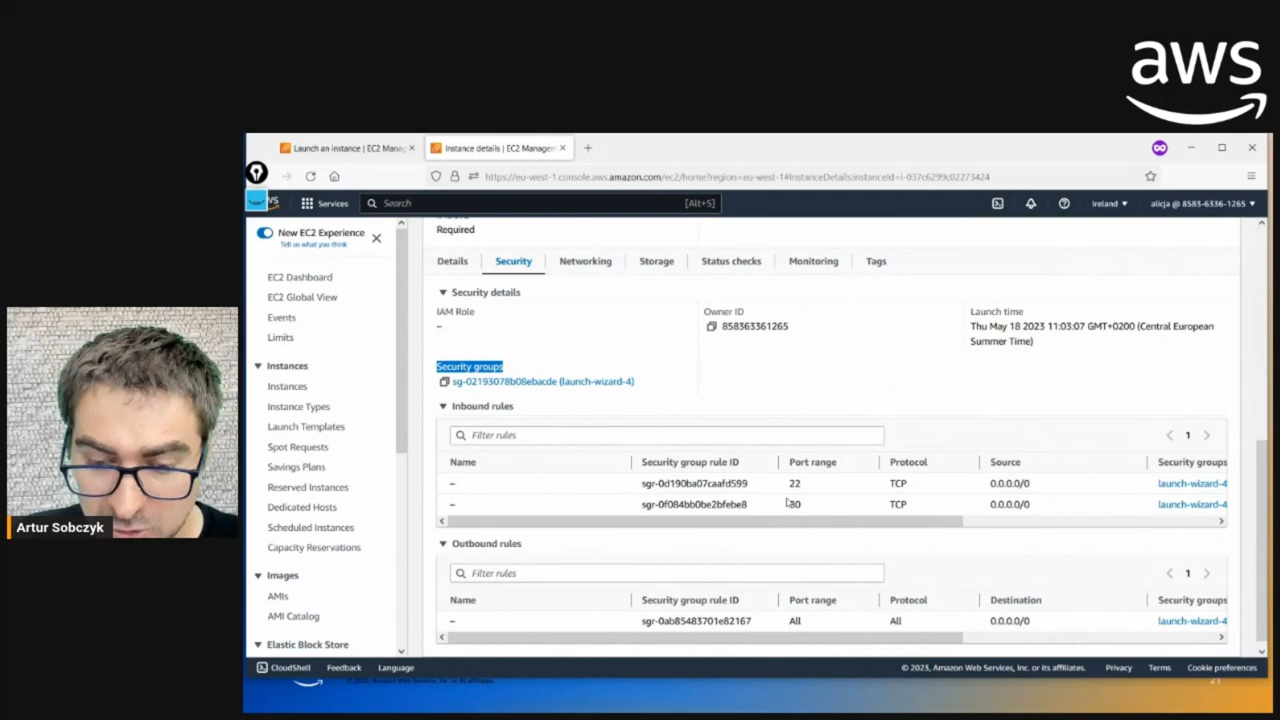 aws
Launch an instance | EC2 Manag
Instance details | EC2 Manager
https://eu-west-1.console.aws.amazon.com/ec2/home?region=eu-west-1#InstanceDetails:instanceId=i-037c6299c02273424
Services
Search
[Alt+S]
Ireland
alicja @ 8583-6336-1265
New EC2 Experience
Tell us what you think
EC2 Dashboard
EC2 Global View
Events
Limits
Instances
Instances
Instance Types
Launch Templates
Spot Requests
Savings Plans
Reserved Instances
Dedicated Hosts
Scheduled Instances
Capacity Reservations
Images
AMIs
AMI Catalog
Elastic Block Store
Required
Details Security Networking Storage Status checks Monitoring Tags
Security details
IAM Role Owner ID Launch time
– 858363361265 Thu May 18 2023 11:03:07 GMT+0200 (Central European
Summer Time)
Security groups
sg-02193078b08ebacde (launch-wizard-4)
Inbound rules
Filter rules
1
Name Security group rule ID Port range Protocol Source Security groups
– sgr-0d190ba07caafd599 22 TCP 0.0.0.0/0 launch-wizard-4
– sgr-0f084bb0be2bfebe8 80 TCP 0.0.0.0/0 launch-wizard-4
Outbound rules
Filter rules
1
Name Security group rule ID Port range Protocol Destination Security groups
– sgr-0ab85483701e82167 All All 0.0.0.0/0 launch-wizard-4
CloudShell Feedback Language
© 2023, Amazon Web Services, Inc. or its affiliates. Privacy Terms Cookie preferences
© 2023, Amazon Web Services, Inc. or its affiliates.
21
Artur Sobczyk